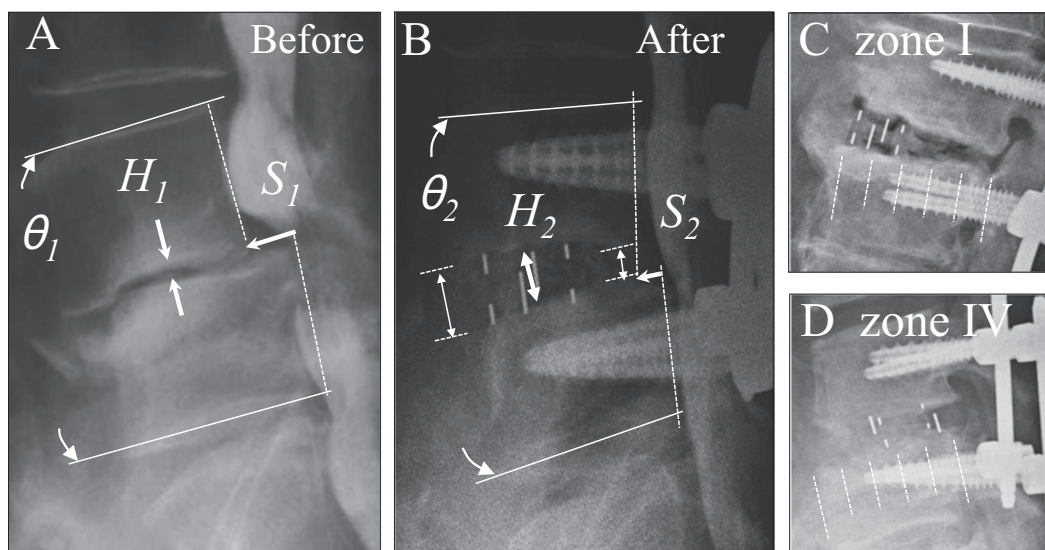 A Before
θ1
H1
S1
B After
θ2
H2
S2
C zone I
D zone IV